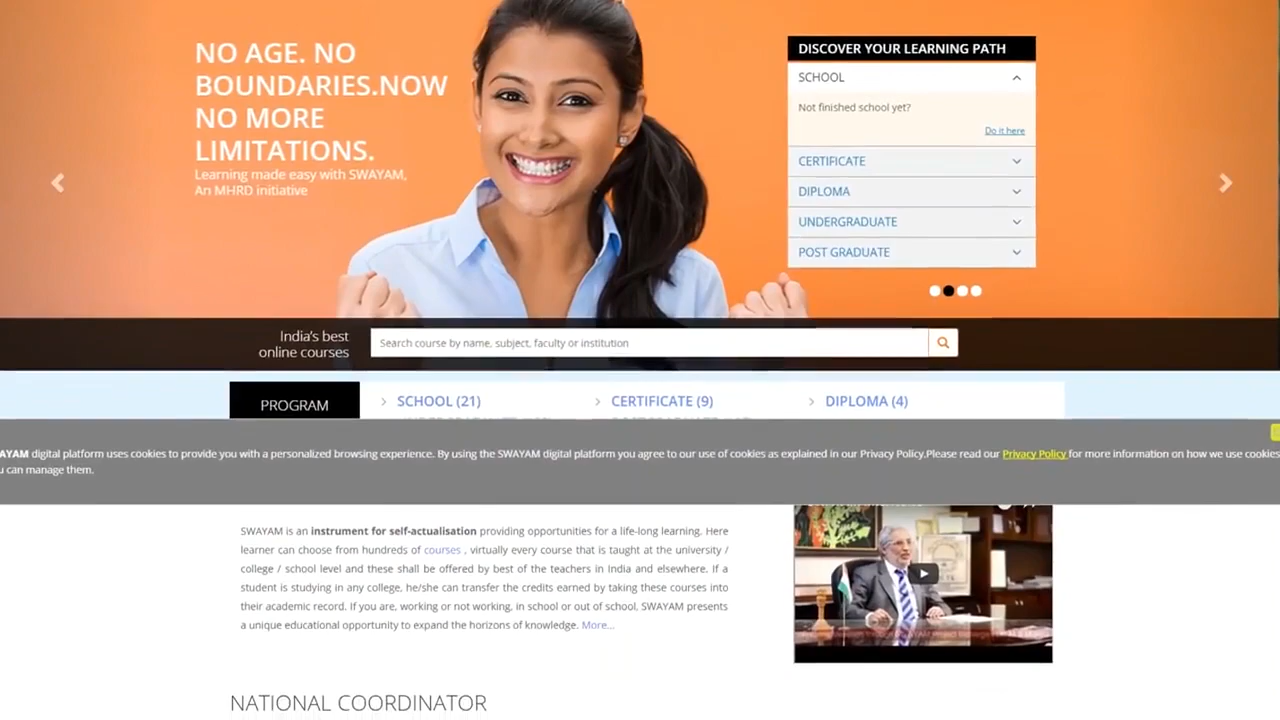 NO AGE. NO
BOUNDARIES.NOW
NO MORE
LIMITATIONS.
Learning made easy with SWAYAM,
An MHRD initiative
DISCOVER YOUR LEARNING PATH
SCHOOL
Not finished school yet?
Do it here
CERTIFICATE
DIPLOMA
UNDERGRADUATE
POST GRADUATE
India's best
online courses
Search course by name, subject, faculty or institution
PROGRAM
SCHOOL (21)
CERTIFICATE (9)
DIPLOMA (4)
AYAM digital platform uses cookies to provide you with a personalized browsing experience. By using the SWAYAM digital platform you agree to our use of cookies as explained in our Privacy Policy.Please read our Privacy Policy for more information on how we use cookies
u can manage them.
SWAYAM is an instrument for self-actualisation providing opportunities for a life-long learning. Here
learner can choose from hundreds of courses , virtually every course that is taught at the university /
college / school level and these shall be offered by best of the teachers in India and elsewhere. If a
student is studying in any college, he/she can transfer the credits earned by taking these courses into
their academic record. If you are, working or not working, in school or out of school, SWAYAM presents
a unique educational opportunity to expand the horizons of knowledge. More...
NATIONAL COORDINATOR